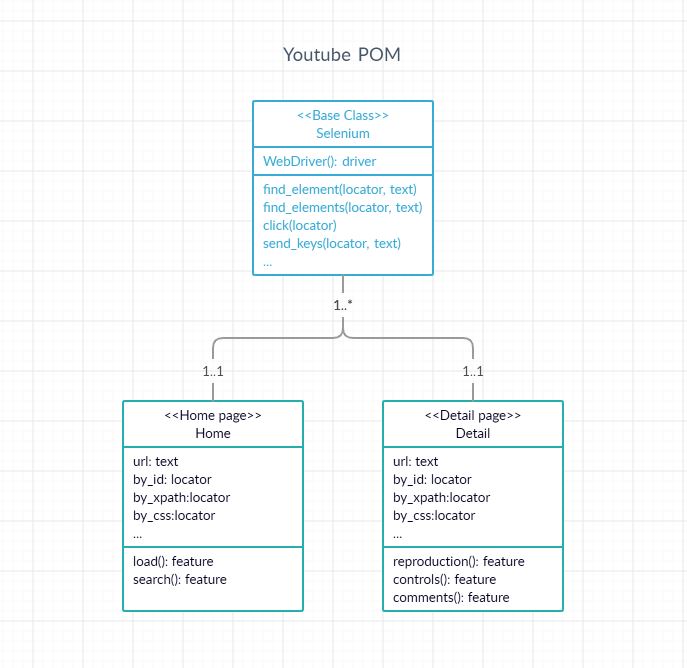 Youtube POM
<<Base Class>>
Selenium
WebDriver(): driver
find_element(locator, text)
find_elements(locator, text)
click(locator)
send_keys(locator, text)
...
1..*
1..1
1..1
<<Home page>>
Home
url: text
by_id: locator
by_xpath:locator
by_css:locator
...
load(): feature
search(): feature
<<Detail page>>
Detail
url: text
by_id: locator
by_xpath:locator
by_css:locator
...
reproduction(): feature
controls(): feature
comments(): feature